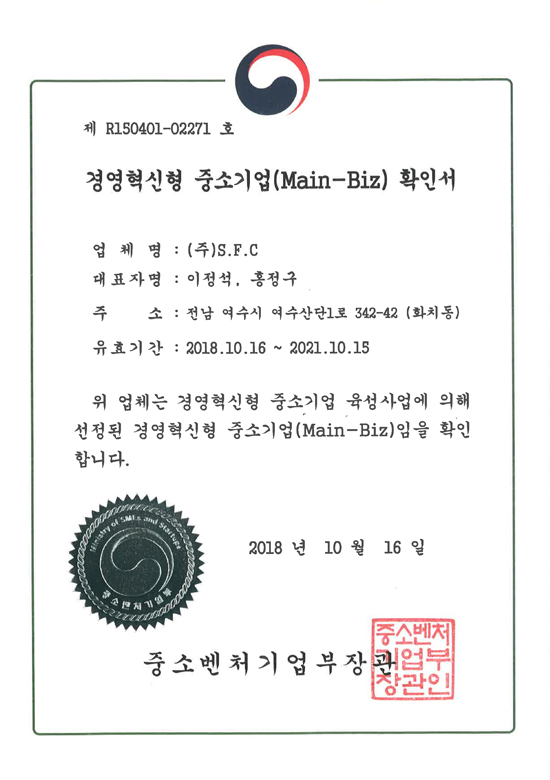 제 R150401-02271 호
경영혁신형 중소기업(Main-Biz) 확인서
업 체 명 : (주)S.F.C
대표자명 : 이정석, 홍정구
주 소 : 전남 여수시 여수산단1로 342-42 (화치동)
유효기간 : 2018.10.16 ~ 2021.10.15
위 업체는 경영혁신형 중소기업 육성사업에 의해
선정된 경영혁신형 중소기업(Main-Biz)임을 확인
합니다.
Ministry of SMEs and Startups
중소벤처기업부
2018 년 10 월 16 일
중소벤처기업부장관
중소벤처
기업부
장관인